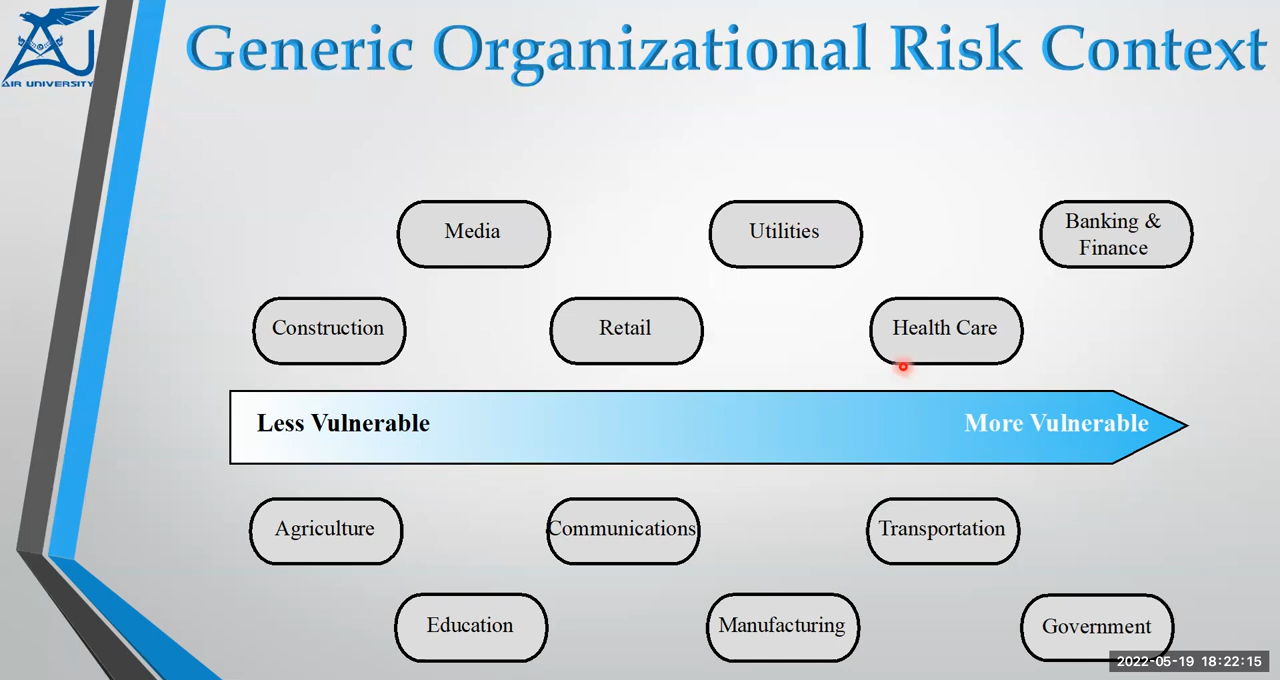 AIR UNIVERSITY
Generic Organizational Risk Context
Media
Utilities
Banking &
Finance
Construction
Retail
Health Care
Less Vulnerable
More Vulnerable
Agriculture
Communications
Transportation
Education
Manufacturing
Government
2022-05-19 18:22:15